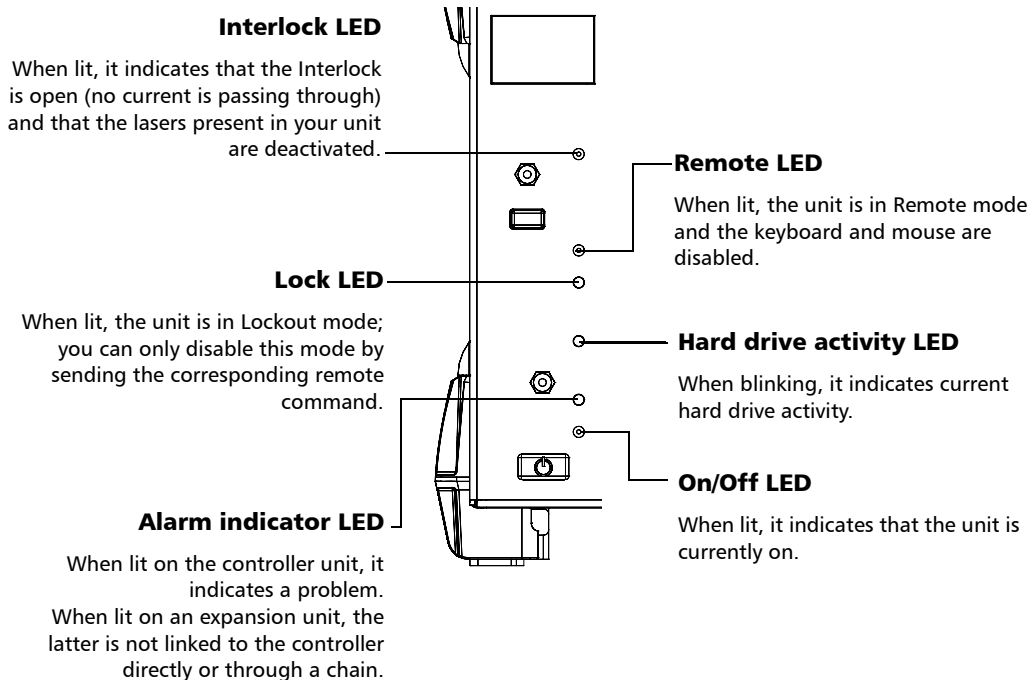 Interlock LED
When lit, it indicates that the Interlock
is open (no current is passing through)
and that the lasers present in your unit
are deactivated.
Lock LED
When lit, the unit is in Lockout mode;
you can only disable this mode by
sending the corresponding remote
command.
Alarm indicator LED
When lit on the controller unit, it
indicates a problem.
When lit on an expansion unit, the
latter is not linked to the controller
directly or through a chain.
Remote LED
When lit, the unit is in Remote mode
and the keyboard and mouse are
disabled.
Hard drive activity LED
When blinking, it indicates current
hard drive activity.
On/Off LED
When lit, it indicates that the unit is
currently on.